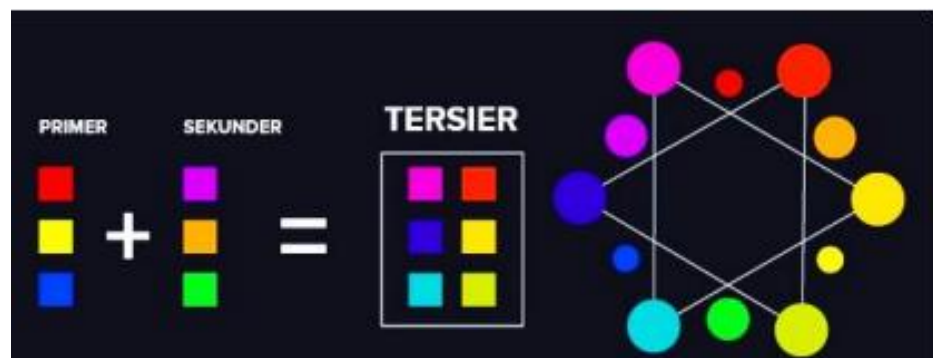 PRIMER
SEKUNDER
TERSIER
+
=